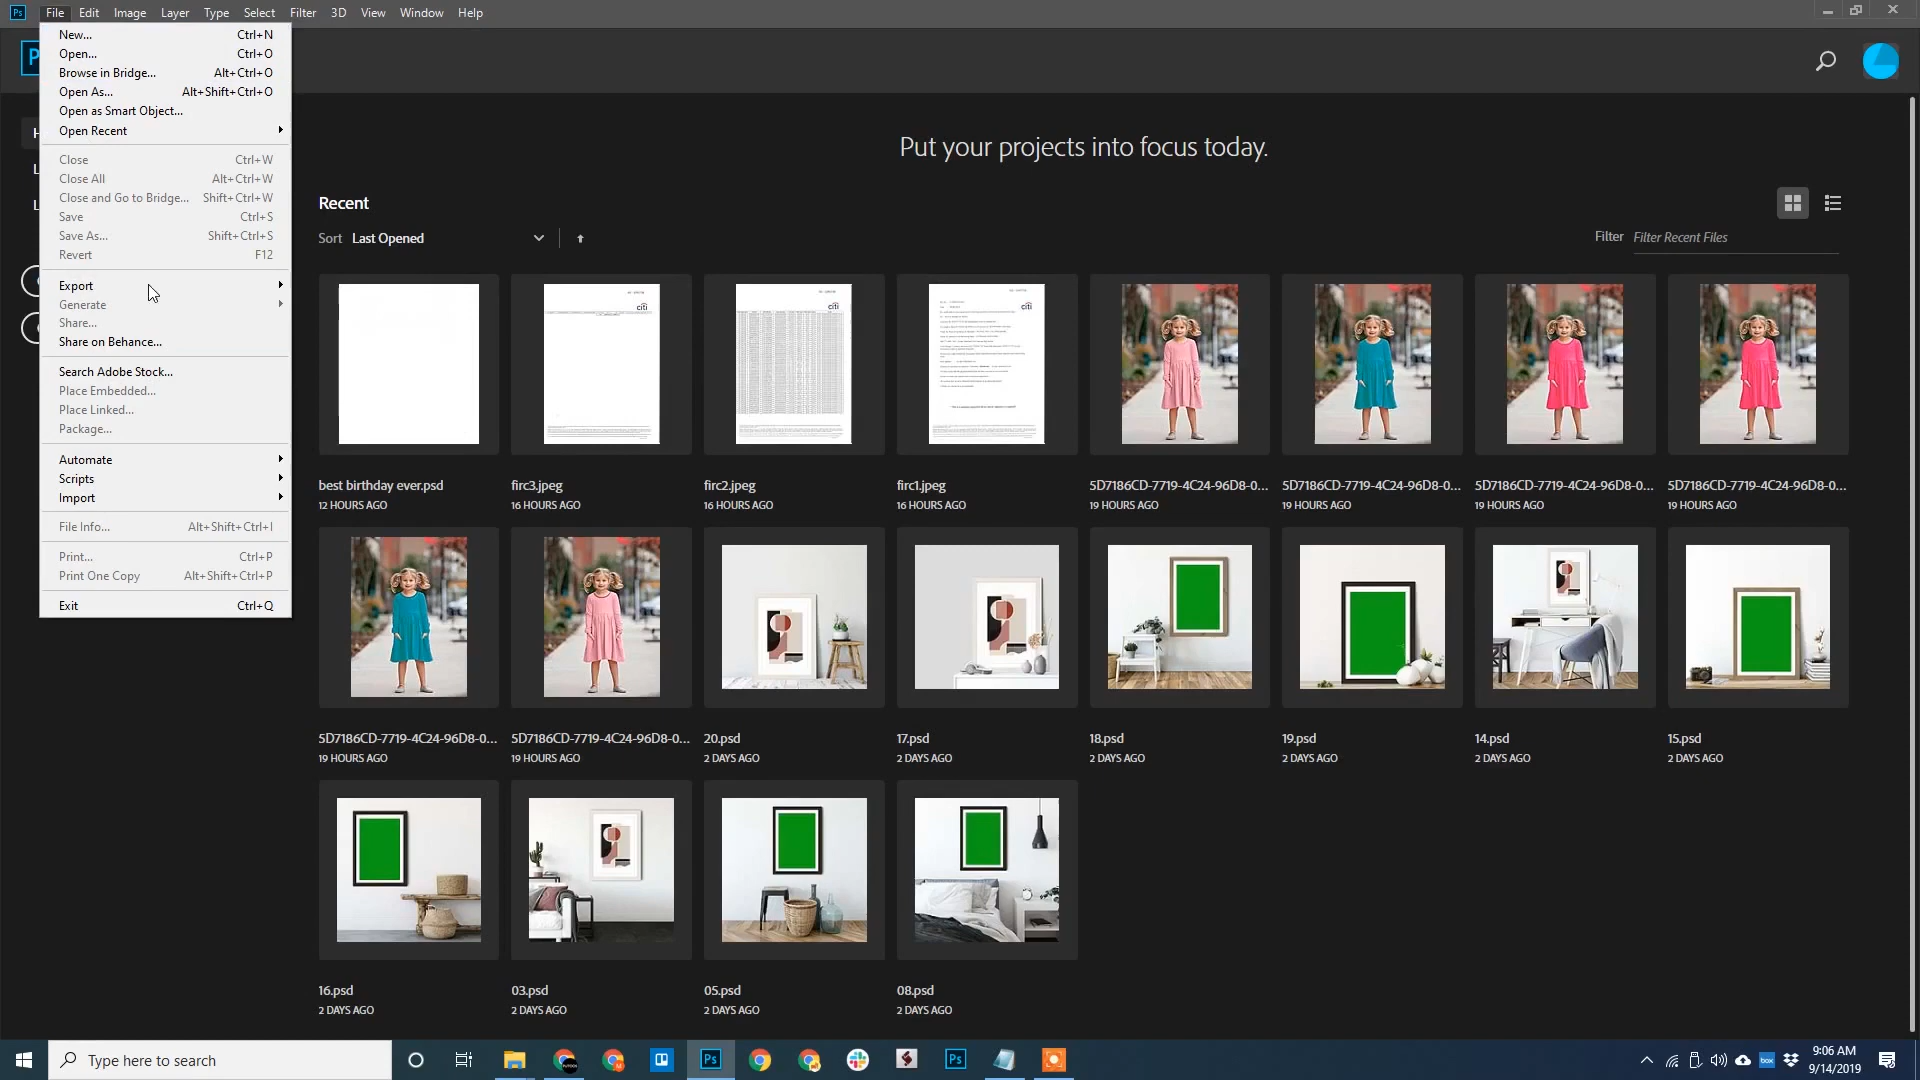 Ps File Edit Image Layer Type Select Filter 3D View Window Help
New... Ctrl+N
Open... Ctrl+O
Browse in Bridge... Alt+Ctrl+O
Open As... Alt+Shift+Ctrl+O
Open as Smart Object...
Open Recent
Close Ctrl+W
Close All Alt+Ctrl+W
Close and Go to Bridge... Shift+Ctrl+W
Save Ctrl+S
Save As... Shift+Ctrl+S
Revert F12
Export
Generate
Share...
Share on Behance...
Search Adobe Stock...
Place Embedded...
Place Linked...
Package...
Automate
Scripts
Import
File Info... Alt+Shift+Ctrl+I
Print... Ctrl+P
Print One Copy Alt+Shift+Ctrl+P
Exit Ctrl+Q
Put your projects into focus today.
Recent
Sort Last Opened
Filter Filter Recent Files
citi citi citi
best birthday ever.psd firc3.jpeg firc2.jpeg firc1.jpeg 5D7186CD-7719-4C24-96D8-0... 5D7186CD-7719-4C24-96D8-0... 5D7186CD-7719-4C24-96D8-0... 5D7186CD-7719-4C24-96D8-0...
12 HOURS AGO 16 HOURS AGO 16 HOURS AGO 16 HOURS AGO 19 HOURS AGO 19 HOURS AGO 19 HOURS AGO 19 HOURS AGO
5D7186CD-7719-4C24-96D8-0... 5D7186CD-7719-4C24-96D8-0... 20.psd 17.psd 18.psd 19.psd 14.psd 15.psd
19 HOURS AGO 19 HOURS AGO 2 DAYS AGO 2 DAYS AGO 2 DAYS AGO 2 DAYS AGO 2 DAYS AGO 2 DAYS AGO
16.psd 03.psd 05.psd 08.psd
2 DAYS AGO 2 DAYS AGO 2 DAYS AGO 2 DAYS AGO
Type here to search
Ps Ps
box
9:06 AM
9/14/2019